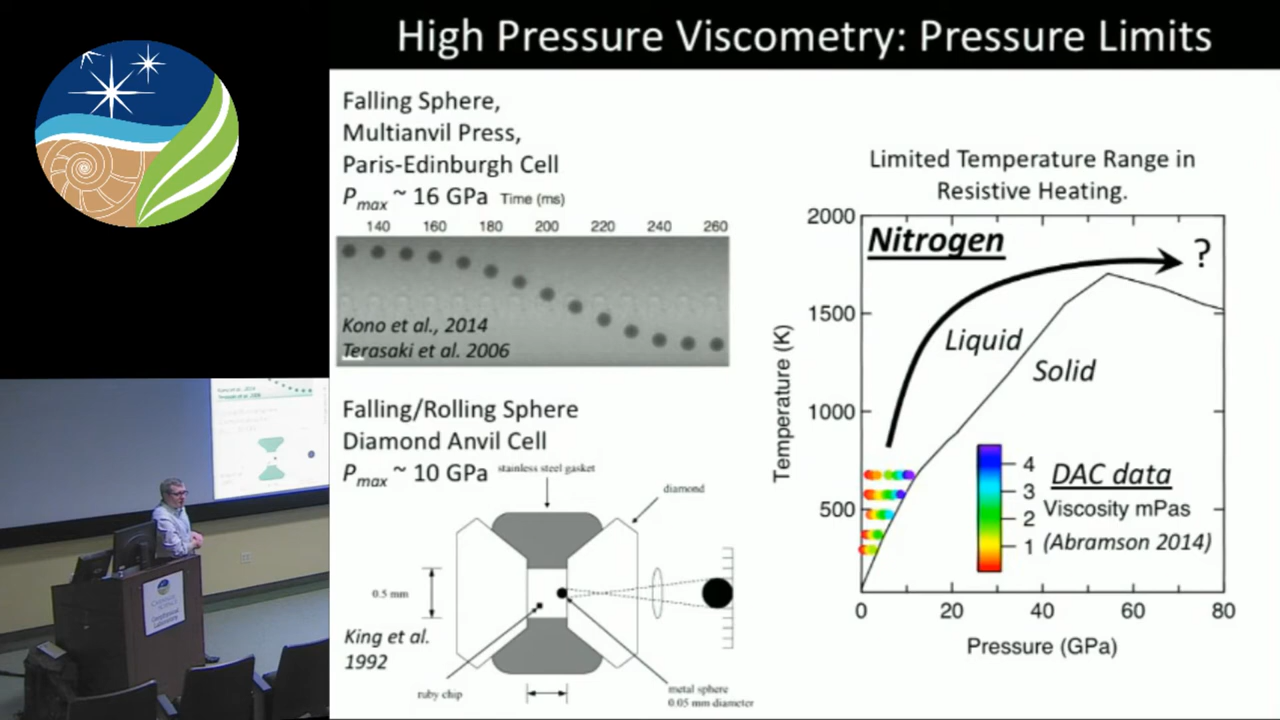 High Pressure Viscometry: Pressure Limits
Falling Sphere,
Multianvil Press,
Paris-Edinburgh Cell
Pmax ~ 16 GPa
Time (ms)
140 160 180 200 220 240 260
Kono et al., 2014
Terasaki et al. 2006
Falling/Rolling Sphere
Diamond Anvil Cell
Pmax ~ 10 GPa
stainless steel gasket
diamond
0.5 mm
King et al.
1992
ruby chip
metal sphere
0.05 mm diameter
Limited Temperature Range in
Resistive Heating.
2000
1500
1000
500
Temperature (K)
Nitrogen
?
Liquid
Solid
4
3
2
1
DAC data
Viscosity mPas
(Abramson 2014)
0 20 40 60 80
Pressure (GPa)